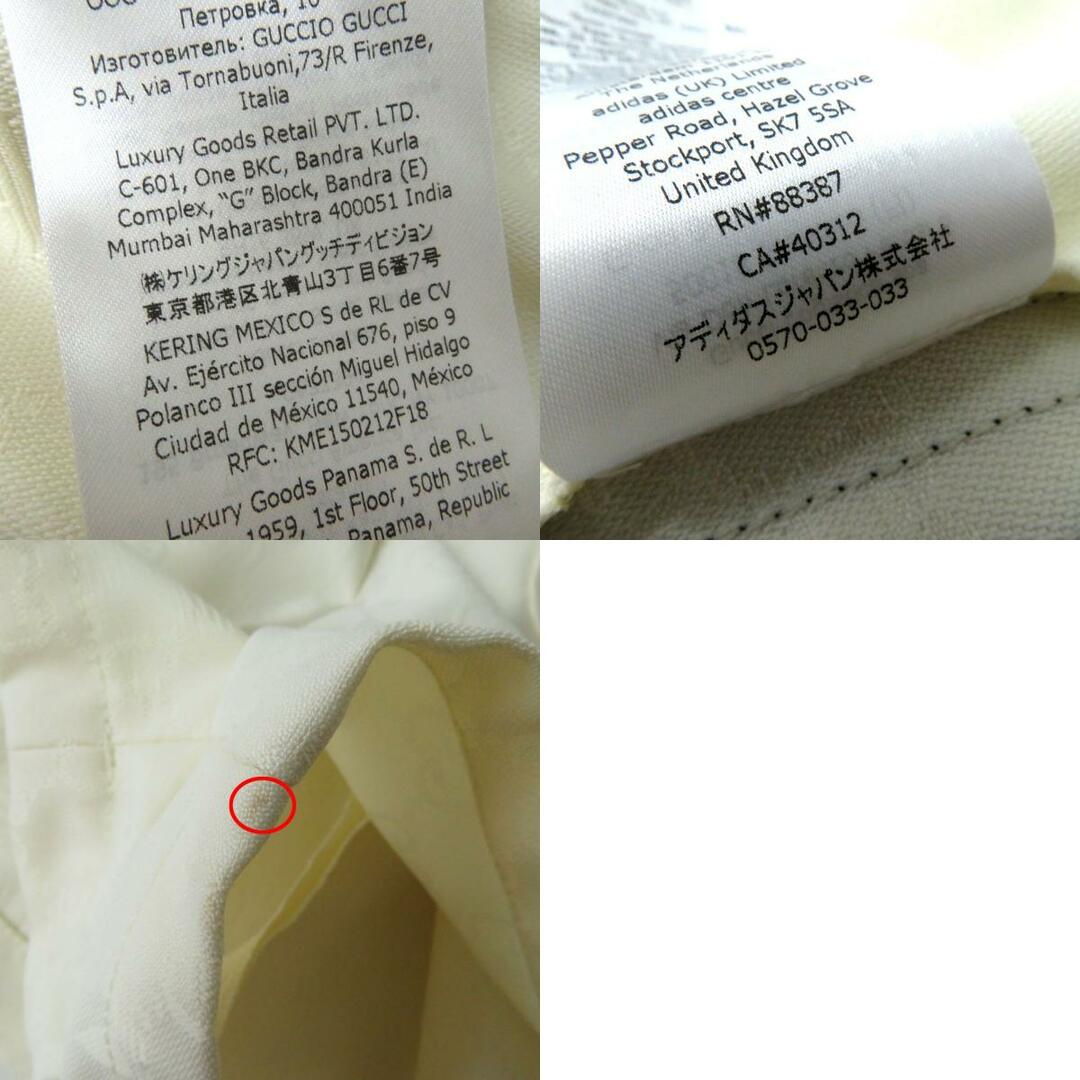 ООО
Петровка, 16
Изготовитель: GUCCIO GUCCI
S.p.A, via Tornabuoni,73/R Firenze,
Italia
Luxury Goods Retail PVT. LTD.
C-601, One BKC, Bandra Kurla
Complex, “G” Block, Bandra (E)
Mumbai Maharashtra 400051 India
㈱ケリングジャパングッチディビジョン
東京都港区北青山3丁目6番7号
KERING MEXICO S de RL de CV
Av. Ejército Nacional 676, piso 9
Polanco III sección Miguel Hidalgo
Ciudad de México 11540, México
RFC: KME150212F18
Luxury Goods Panama S. de R. L
1959, 1st Floor, 50th Street
Panama, Republic
The Netherlands
adidas (UK) Limited
adidas centre
Pepper Road, Hazel Grove
Stockport, SK7 5SA
United Kingdom
RN#88387
CA#40312
アディダスジャパン株式会社
0570-033-033